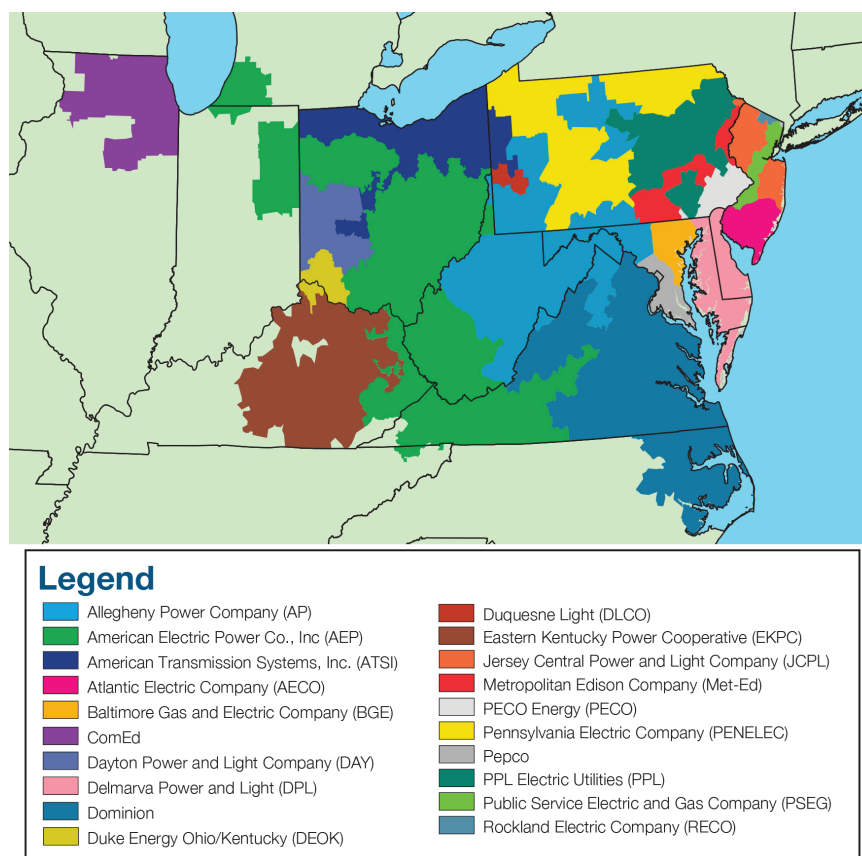 Legend
Allegheny Power Company (AP)
American Electric Power Co., Inc (AEP)
American Transmission Systems, Inc. (ATSI)
Atlantic Electric Company (AECO)
Baltimore Gas and Electric Company (BGE)
ComEd
Dayton Power and Light Company (DAY)
Delmarva Power and Light (DPL)
Dominion
Duke Energy Ohio/Kentucky (DEOK)
Duquesne Light (DLCO)
Eastern Kentucky Power Cooperative (EKPC)
Jersey Central Power and Light Company (JCPL)
Metropolitan Edison Company (Met-Ed)
PECO Energy (PECO)
Pennsylvania Electric Company (PENELEC)
Pepco
PPL Electric Utilities (PPL)
Public Service Electric and Gas Company (PSEG)
Rockland Electric Company (RECO)